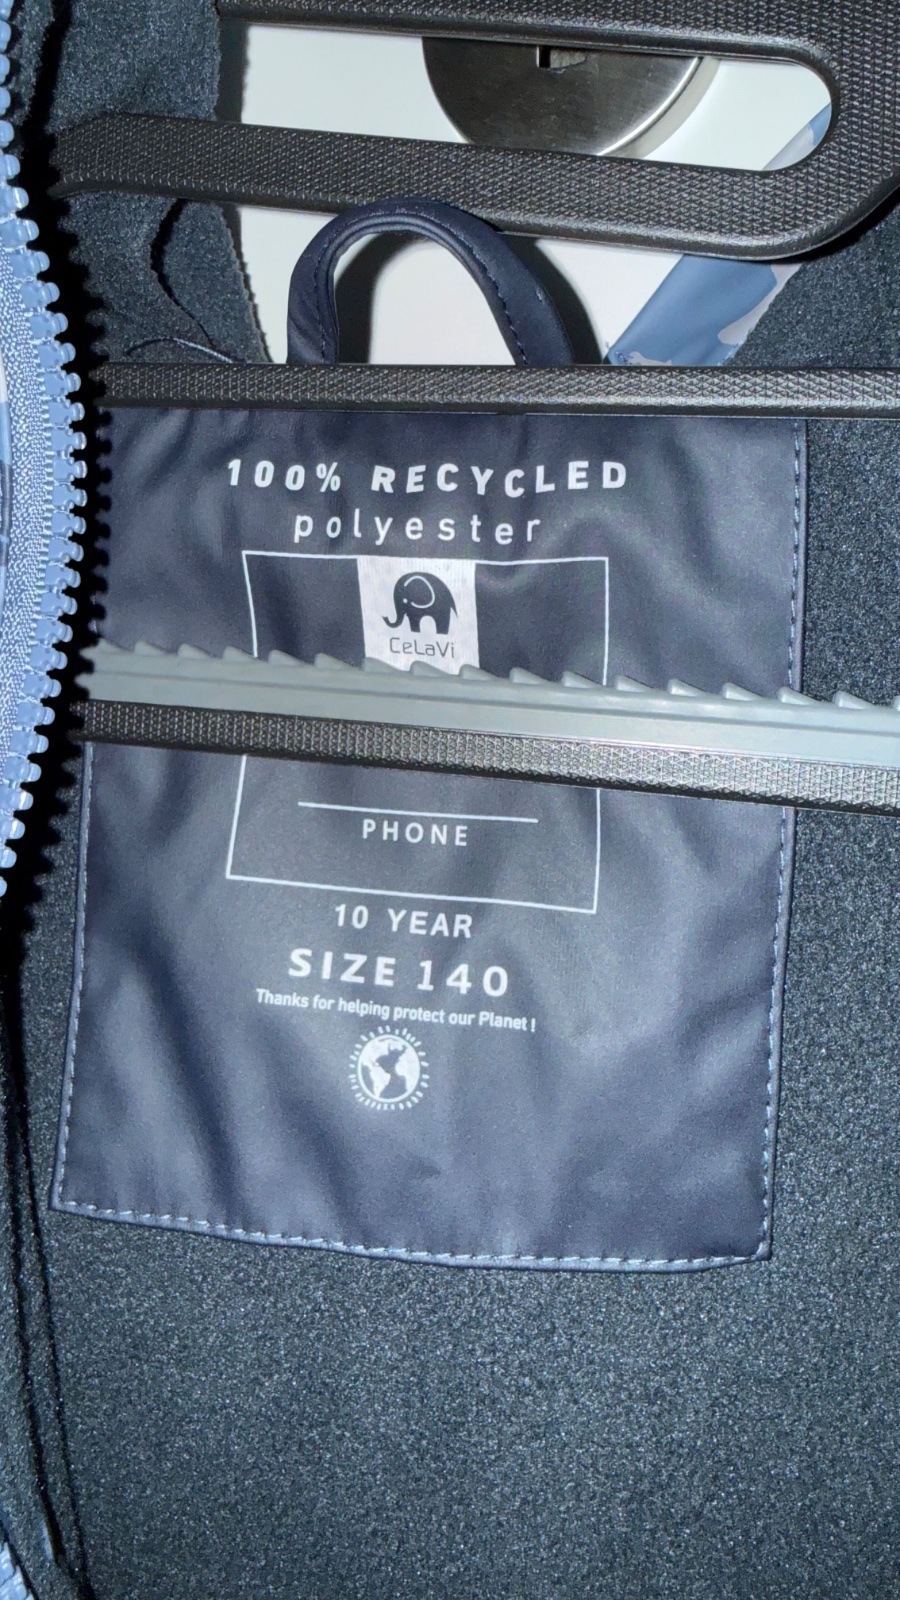 100% RECYCLED
polyester
CeLaVi
PHONE
10 YEAR
SIZE 140
Thanks for helping protect our Planet!